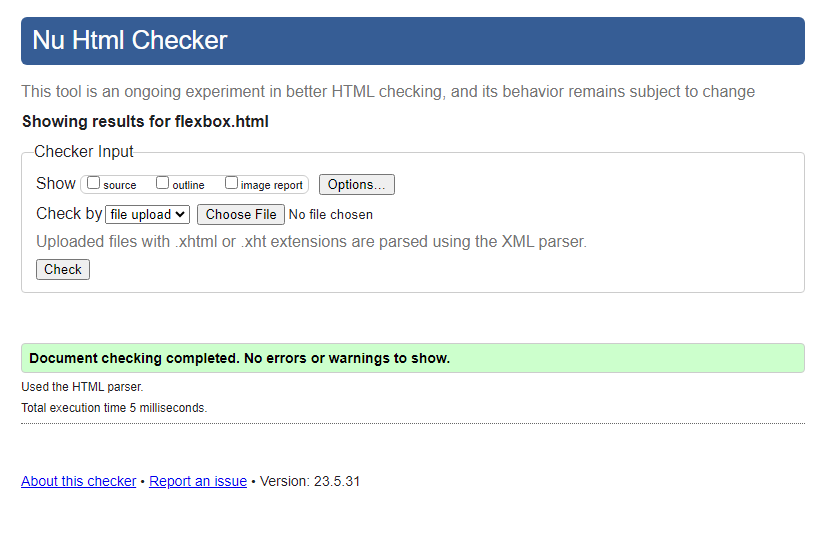 Nu Html Checker
This tool is an ongoing experiment in better HTML checking, and its behavior remains subject to change
Showing results for flexbox.html
Checker Input
Show source outline image report Options...
Check by file upload Choose File No file chosen
Uploaded files with .xhtml or .xht extensions are parsed using the XML parser.
Check
Document checking completed. No errors or warnings to show.
Used the HTML parser.
Total execution time 5 milliseconds.
About this checker • Report an issue • Version: 23.5.31